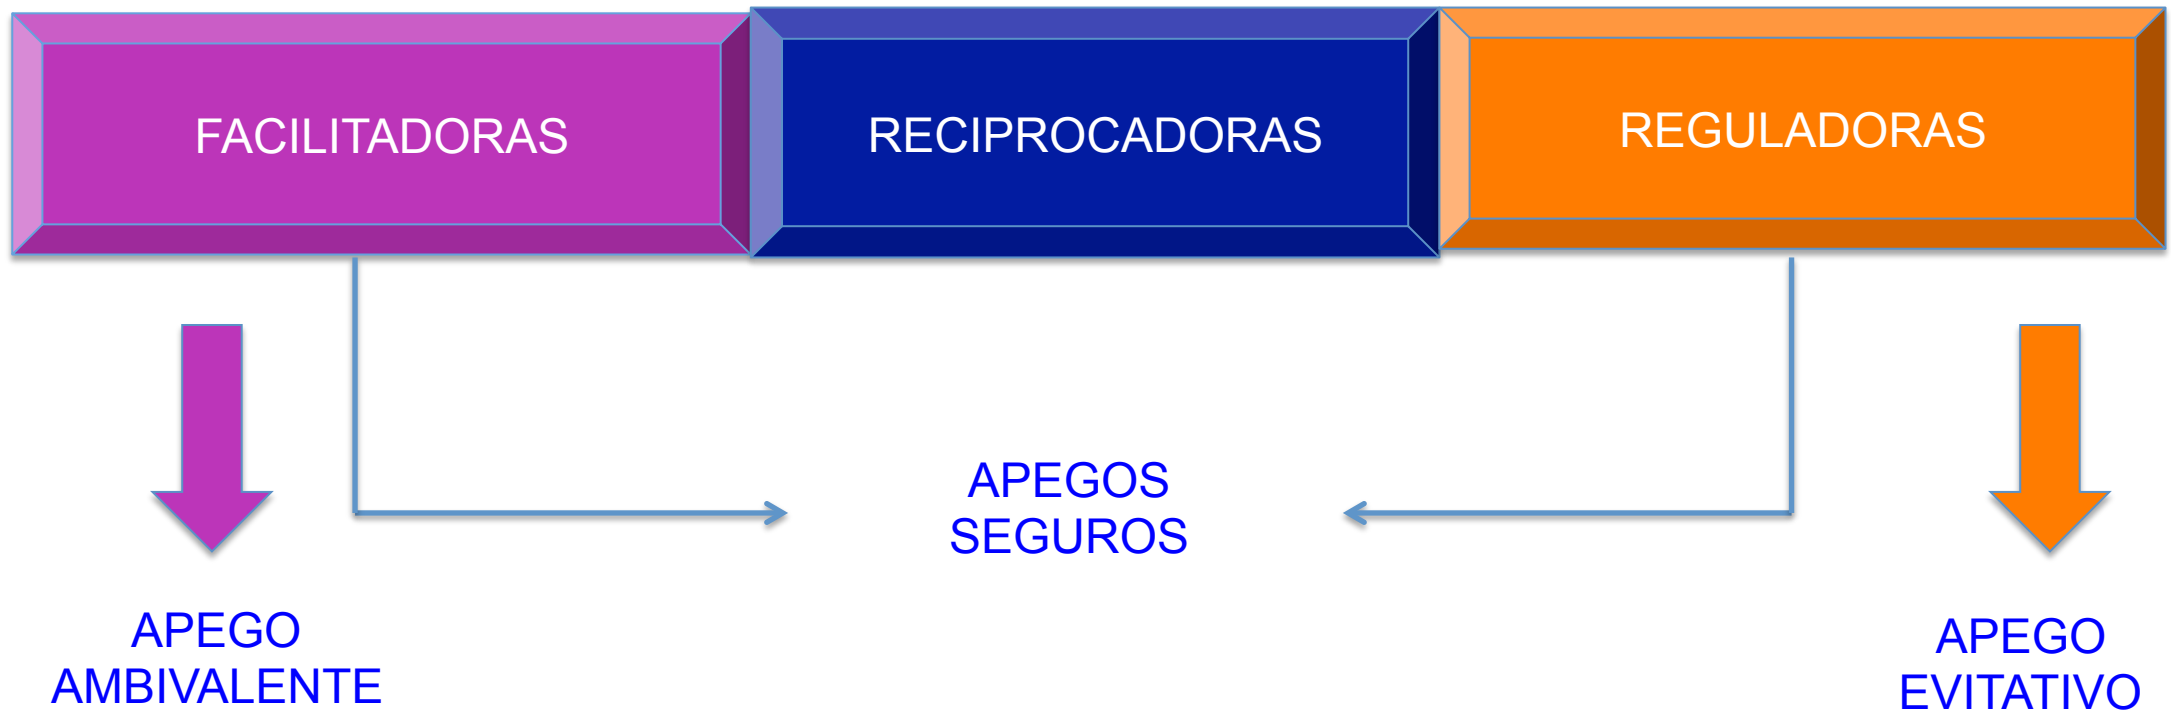 FACILITADORAS
RECIPROCADORAS
REGULADORAS
APEGOS
SEGUROS
APEGO
AMBIVALENTE
APEGO
EVITATIVO